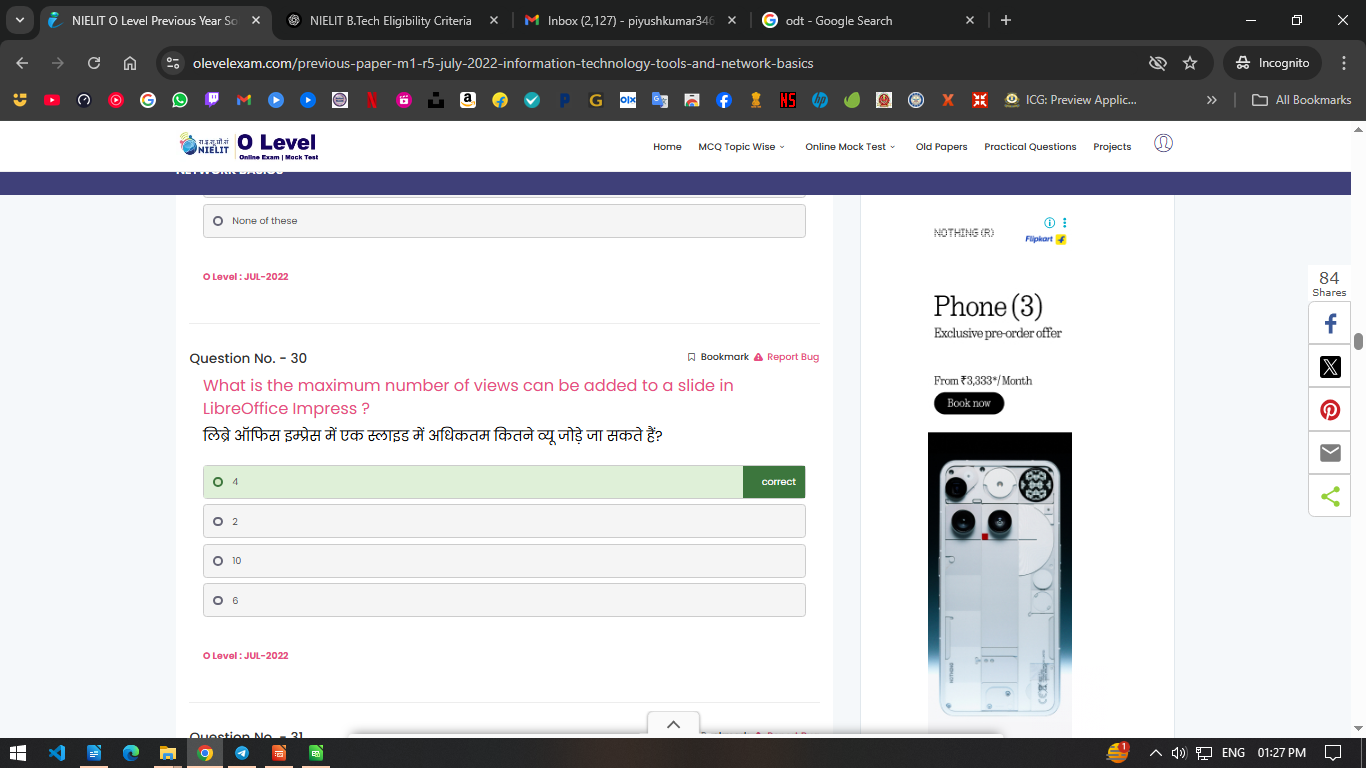 NIELIT O Level Previous Year So
NIELIT B.Tech Eligibility Criteria
Inbox (2,127) - piyushkumar346
odt - Google Search
olevelexam.com/previous-paper-m1-r5-july-2022-information-technology-tools-and-network-basics
Incognito
ICG: Preview Applic...
All Bookmarks
NIELIT
O Level
Online Exam | Mock Test
Home
MCQ Topic Wise
Online Mock Test
Old Papers
Practical Questions
Projects
NETWORK BASICS
None of these
O Level : JUL-2022
Question No. - 30
Bookmark
Report Bug
What is the maximum number of views can be added to a slide in
LibreOffice Impress ?
लिब्रे ऑफिस इम्प्रेस में एक स्लाइड में अधिकतम कितने व्यू जोड़े जा सकते हैं?
4
correct
2
10
6
O Level : JUL-2022
Question No. - 31
NOTHING (R)
Flipkart
Phone (3)
Exclusive pre-order offer
From ₹3,333*/Month
Book now
84
Shares
ENG
01:27 PM